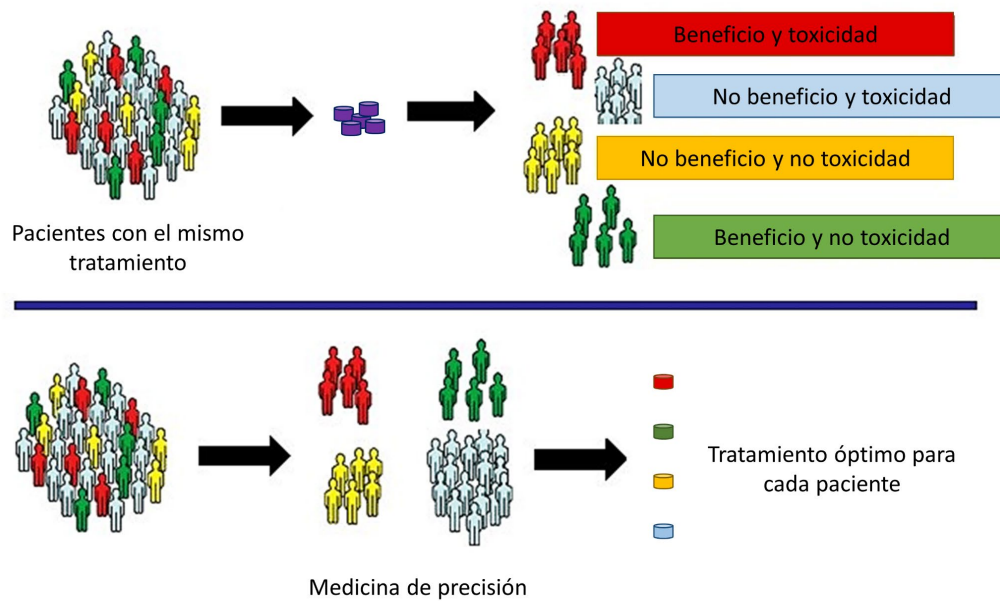 Beneficio y toxicidad
No beneficio y toxicidad
No beneficio y no toxicidad
Beneficio y no toxicidad
Pacientes con el mismo
tratamiento
Tratamiento óptimo para
cada paciente
Medicina de precisión